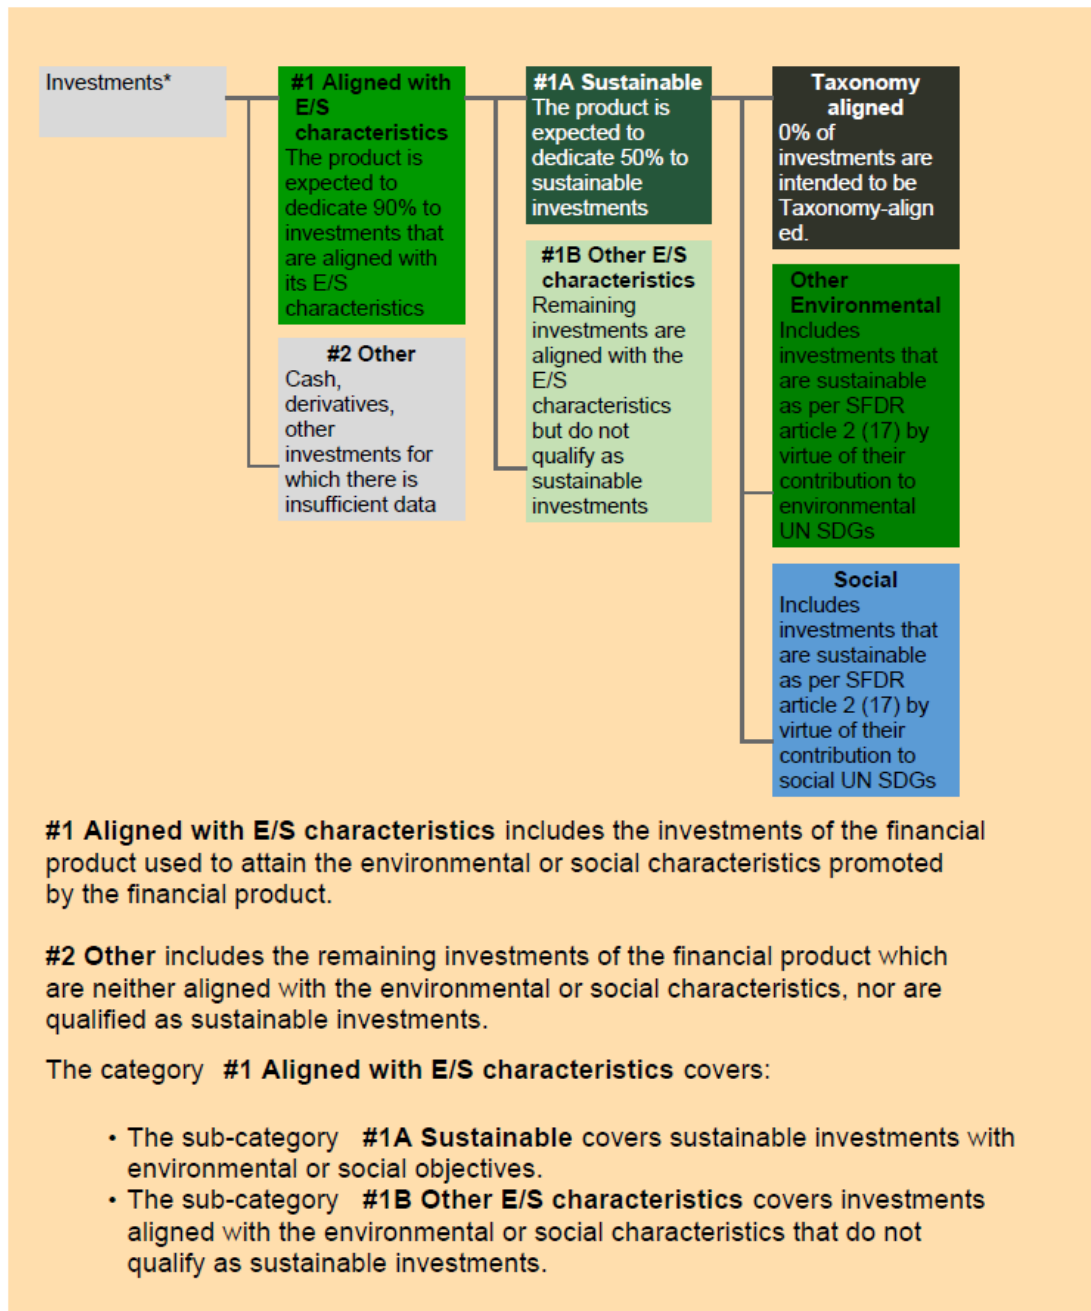 Investments*
#1 Aligned with
E/S
characteristics
The product is
expected to
dedicate 90% to
investments that
are aligned with
its E/S
characteristics
#2 Other
Cash,
derivatives,
other
investments for
which there is
insufficient data
#1A Sustainable
The product is
expected to
dedicate 50% to
sustainable
investments
#1B Other E/S
characteristics
Remaining
investments are
aligned with the
E/S
characteristics
but do not
qualify as
sustainable
investments
Taxonomy
aligned
0% of
investments are
intended to be
Taxonomy-align
ed.
Other
Environmental
Includes
investments that
are sustainable
as per SFDR
article 2 (17) by
virtue of their
contribution to
environmental
UN SDGs
Social
Includes
investments that
are sustainable
as per SFDR
article 2 (17) by
virtue of their
contribution to
social UN SDGs
#1 Aligned with E/S characteristics includes the investments of the financial
product used to attain the environmental or social characteristics promoted
by the financial product.
#2 Other includes the remaining investments of the financial product which
are neither aligned with the environmental or social characteristics, nor are
qualified as sustainable investments.
The category #1 Aligned with E/S characteristics covers:
• The sub-category #1A Sustainable covers sustainable investments with
environmental or social objectives.
• The sub-category #1B Other E/S characteristics covers investments
aligned with the environmental or social characteristics that do not
qualify as sustainable investments.